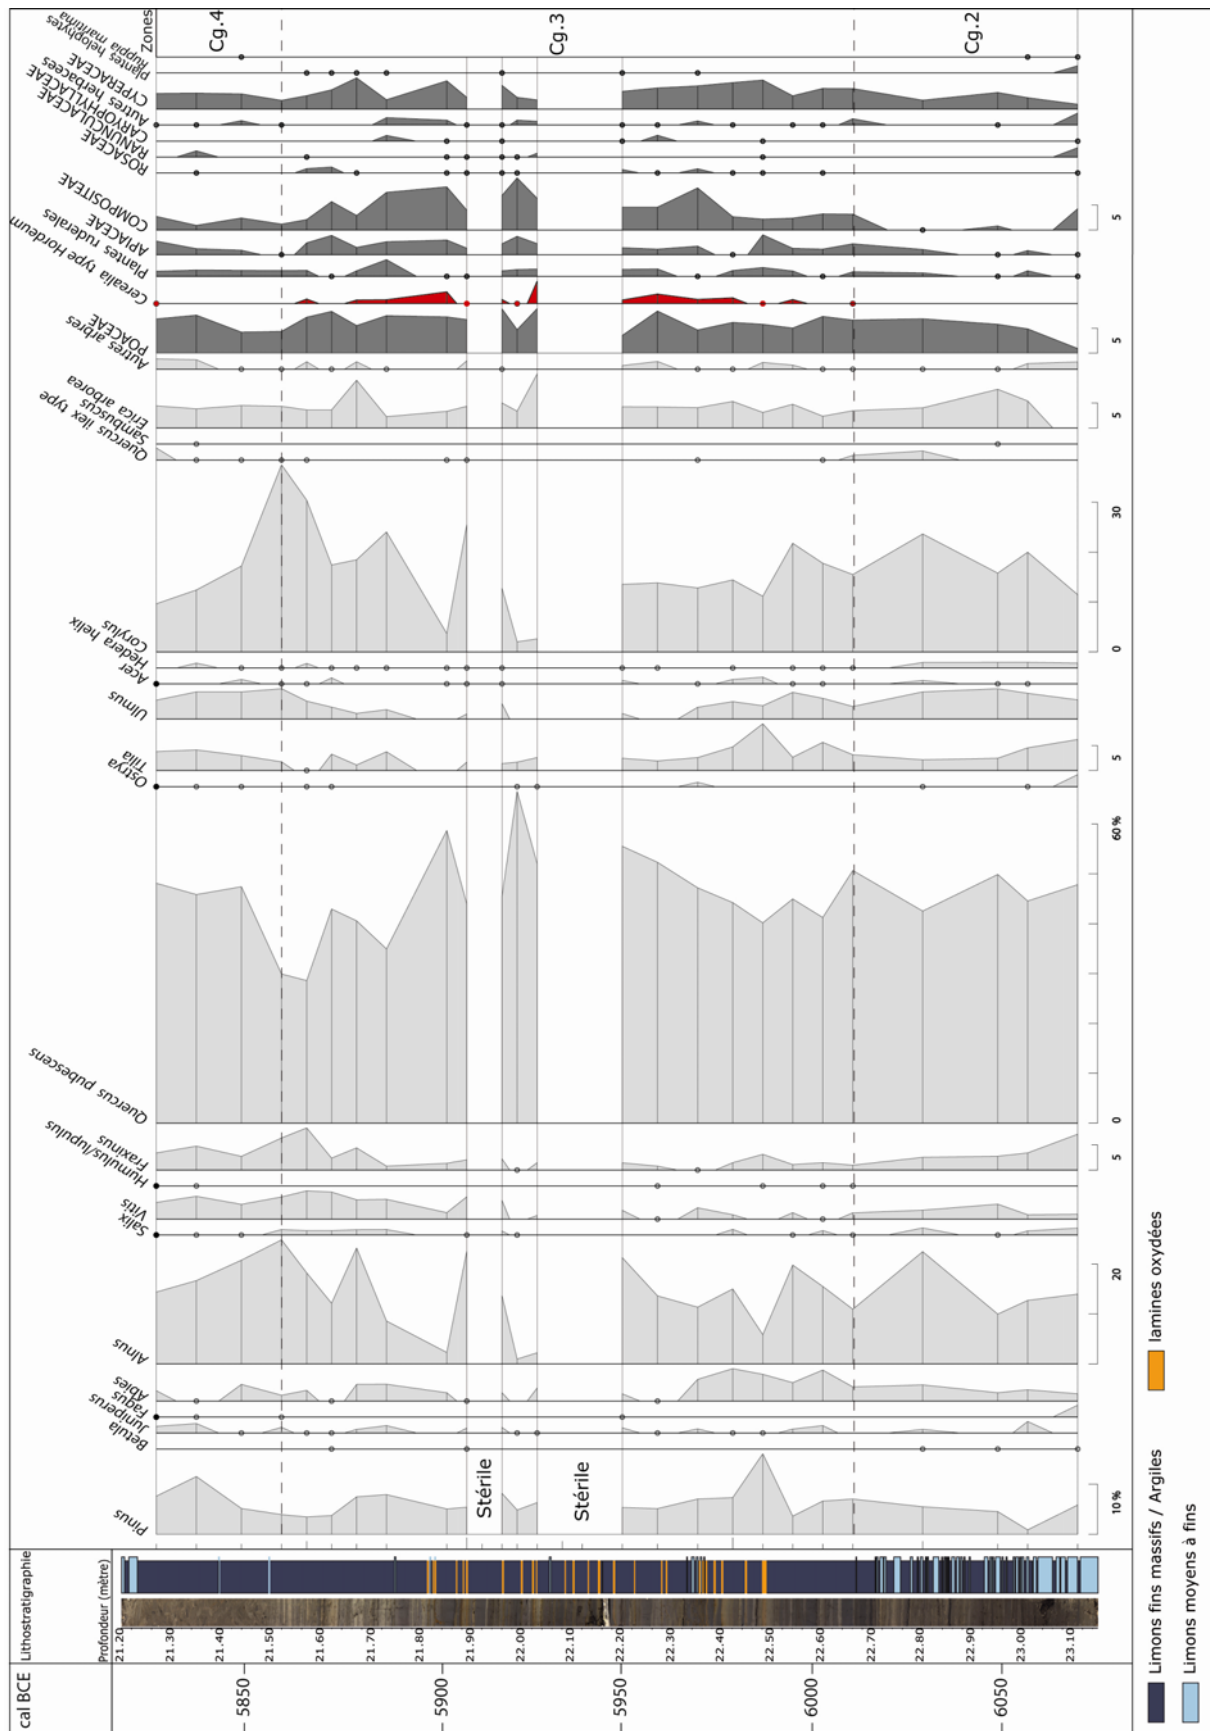 cal BCE
Lithostratigraphie
Profondeur (mètre)
Pinus
Betula
Juniperus
Fagus
Abies
Alnus
Salix
Vitis
Humulus/lupulus
Fraxinus
Quercus pubescens
Ostrya
Tilia
Ulmus
Acer
Hedera helix
Corylus
Quercus ilex type
Sambuscus
Erica arborea
Autres arbres
POACEAE
Cerealia type Hordeum
Plantes ruderales
APIACEAE
COMPOSITEAE
ROSACEAE
RANUNCULACEAE
CARYOPHYLLACEAE
Autres herbacees
CYPERACEAE
plantes helophytes
Ruppia maritima
Zones
5850
5900
5950
6000
6050
21.20
21.30
21.40
21.50
21.60
21.70
21.80
21.90
22.00
22.10
22.20
22.30
22.40
22.50
22.60
22.70
22.80
22.90
23.00
23.10
Stérile
Stérile
Cg.4
Cg.3
Cg.2
10 %
20
5
0
60 %
5
0
30
5
5
5
Limons fins massifs / Argiles
Limons moyens à fins
lamines oxydées